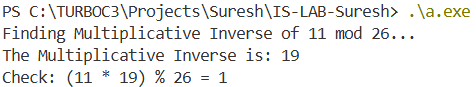 PS C:\TURBOC3\Projects\Suresh\IS-LAB-Suresh> .\a.exe
Finding Multiplicative Inverse of 11 mod 26...
The Multiplicative Inverse is: 19
Check: (11 * 19) % 26 = 1